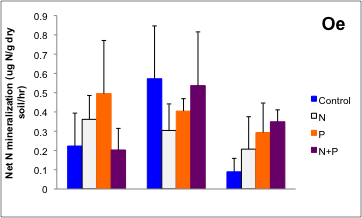 Oe
Net N mineralization (ug N/g dry
soil/hr)
0.9
0.8
0.7
0.6
0.5
0.4
0.3
0.2
0.1
0
Control
N
P
N+P